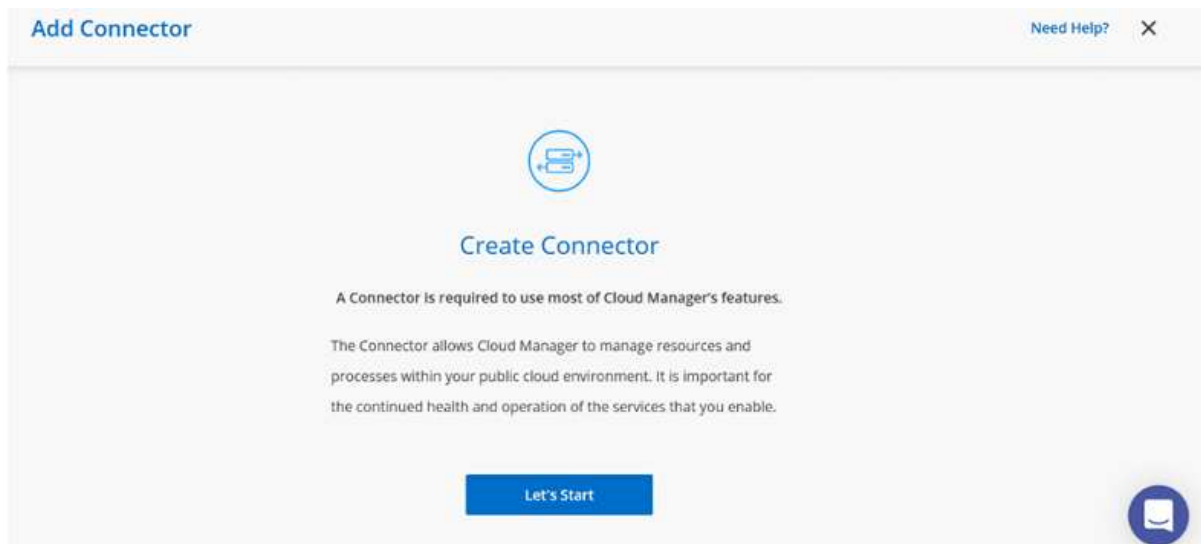 Add Connector
Need Help?
Create Connector
A Connector is required to use most of Cloud Manager's features.
The Connector allows Cloud Manager to manage resources and
processes within your public cloud environment. It is important for
the continued health and operation of the services that you enable.
Let's Start